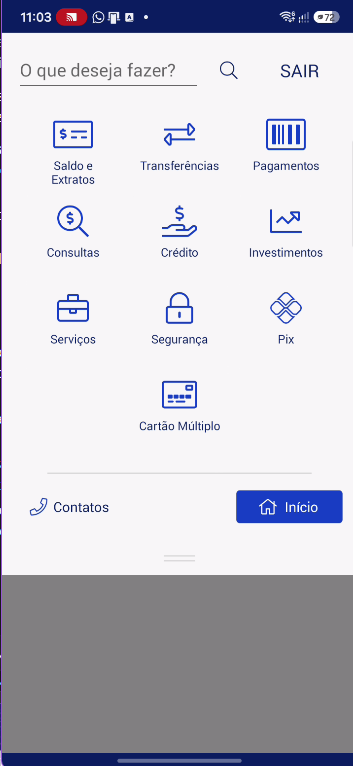 11:03
72
O que deseja fazer?
SAIR
Saldo e
Extratos
Transferências
Pagamentos
Consultas
Crédito
Investimentos
Serviços
Segurança
Pix
Cartão Múltiplo
Contatos
Início